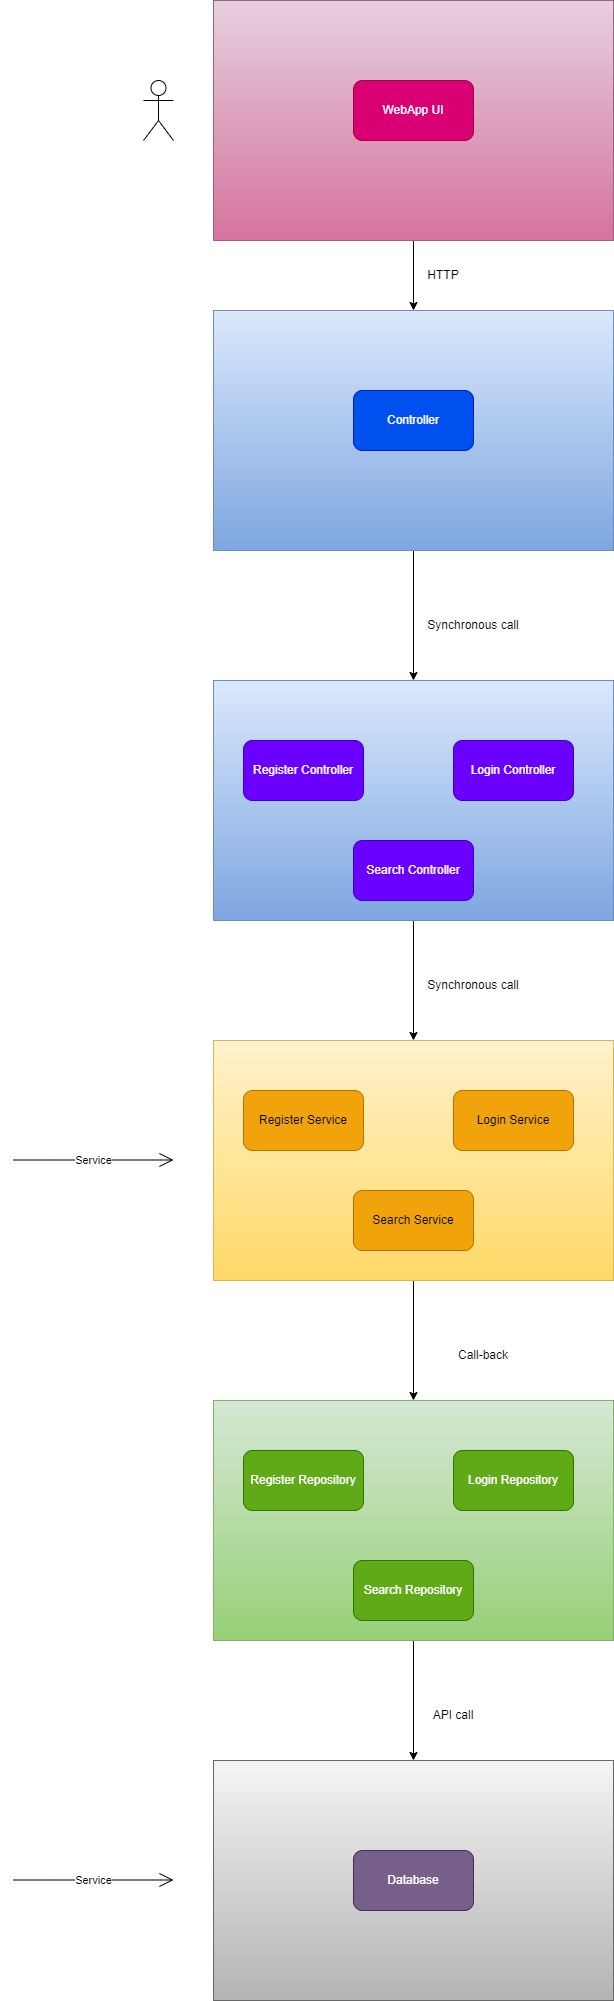 WebApp UI
HTTP
Controller
Synchronous call
Register Controller
Login Controller
Search Controller
Synchronous call
Register Service
Login Service
Service
Search Service
Call-back
Register Repository
Login Repository
Search Repository
API call
Service
Database